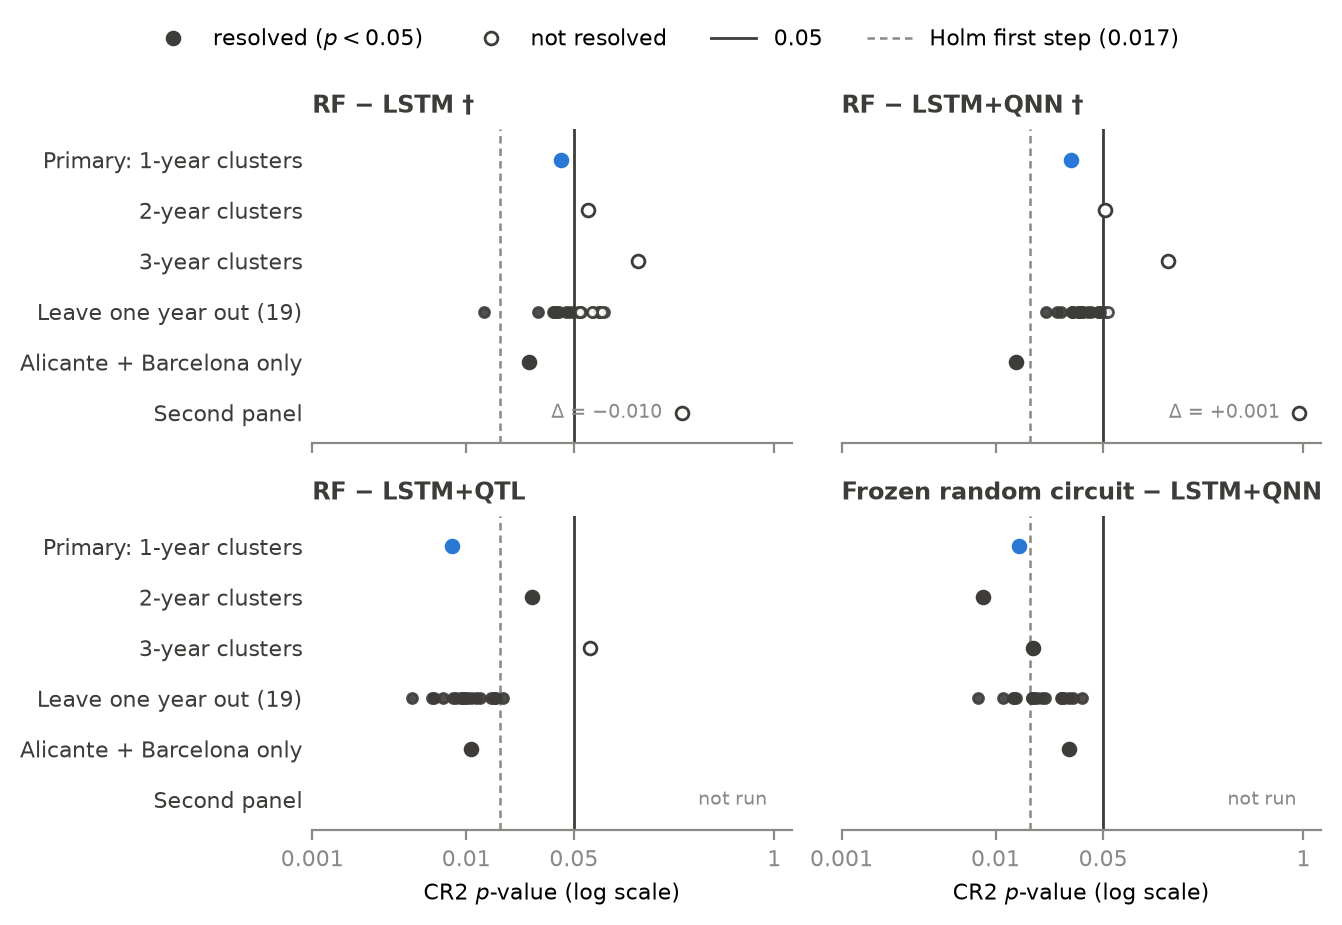 resolved (p < 0.05) not resolved 0.05 Holm first step (0.017)
RF − LSTM † RF − LSTM+QNN †
Primary: 1-year clusters
2-year clusters
3-year clusters
Leave one year out (19)
Alicante + Barcelona only
Second panel Δ = −0.010 Δ = +0.001
RF − LSTM+QTL Frozen random circuit − LSTM+QNN
Primary: 1-year clusters
2-year clusters
3-year clusters
Leave one year out (19)
Alicante + Barcelona only
Second panel not run not run
0.001 0.01 0.05 1 0.001 0.01 0.05 1
CR2 p-value (log scale) CR2 p-value (log scale)